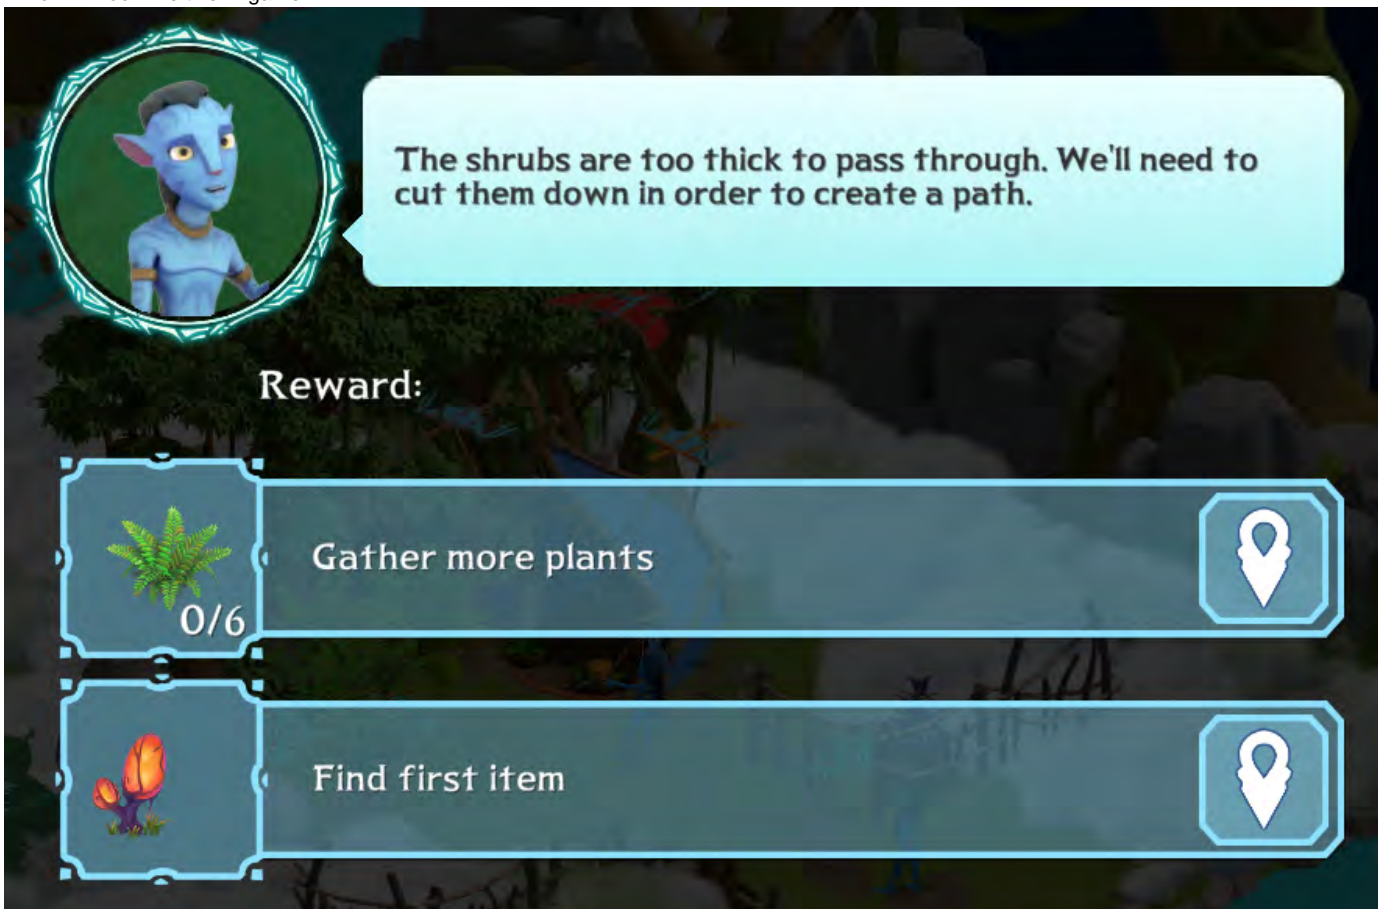 The shrubs are too thick to pass through. We'll need to
cut them down in order to create a path.
Reward:
Gather more plants
0/6
Find first item